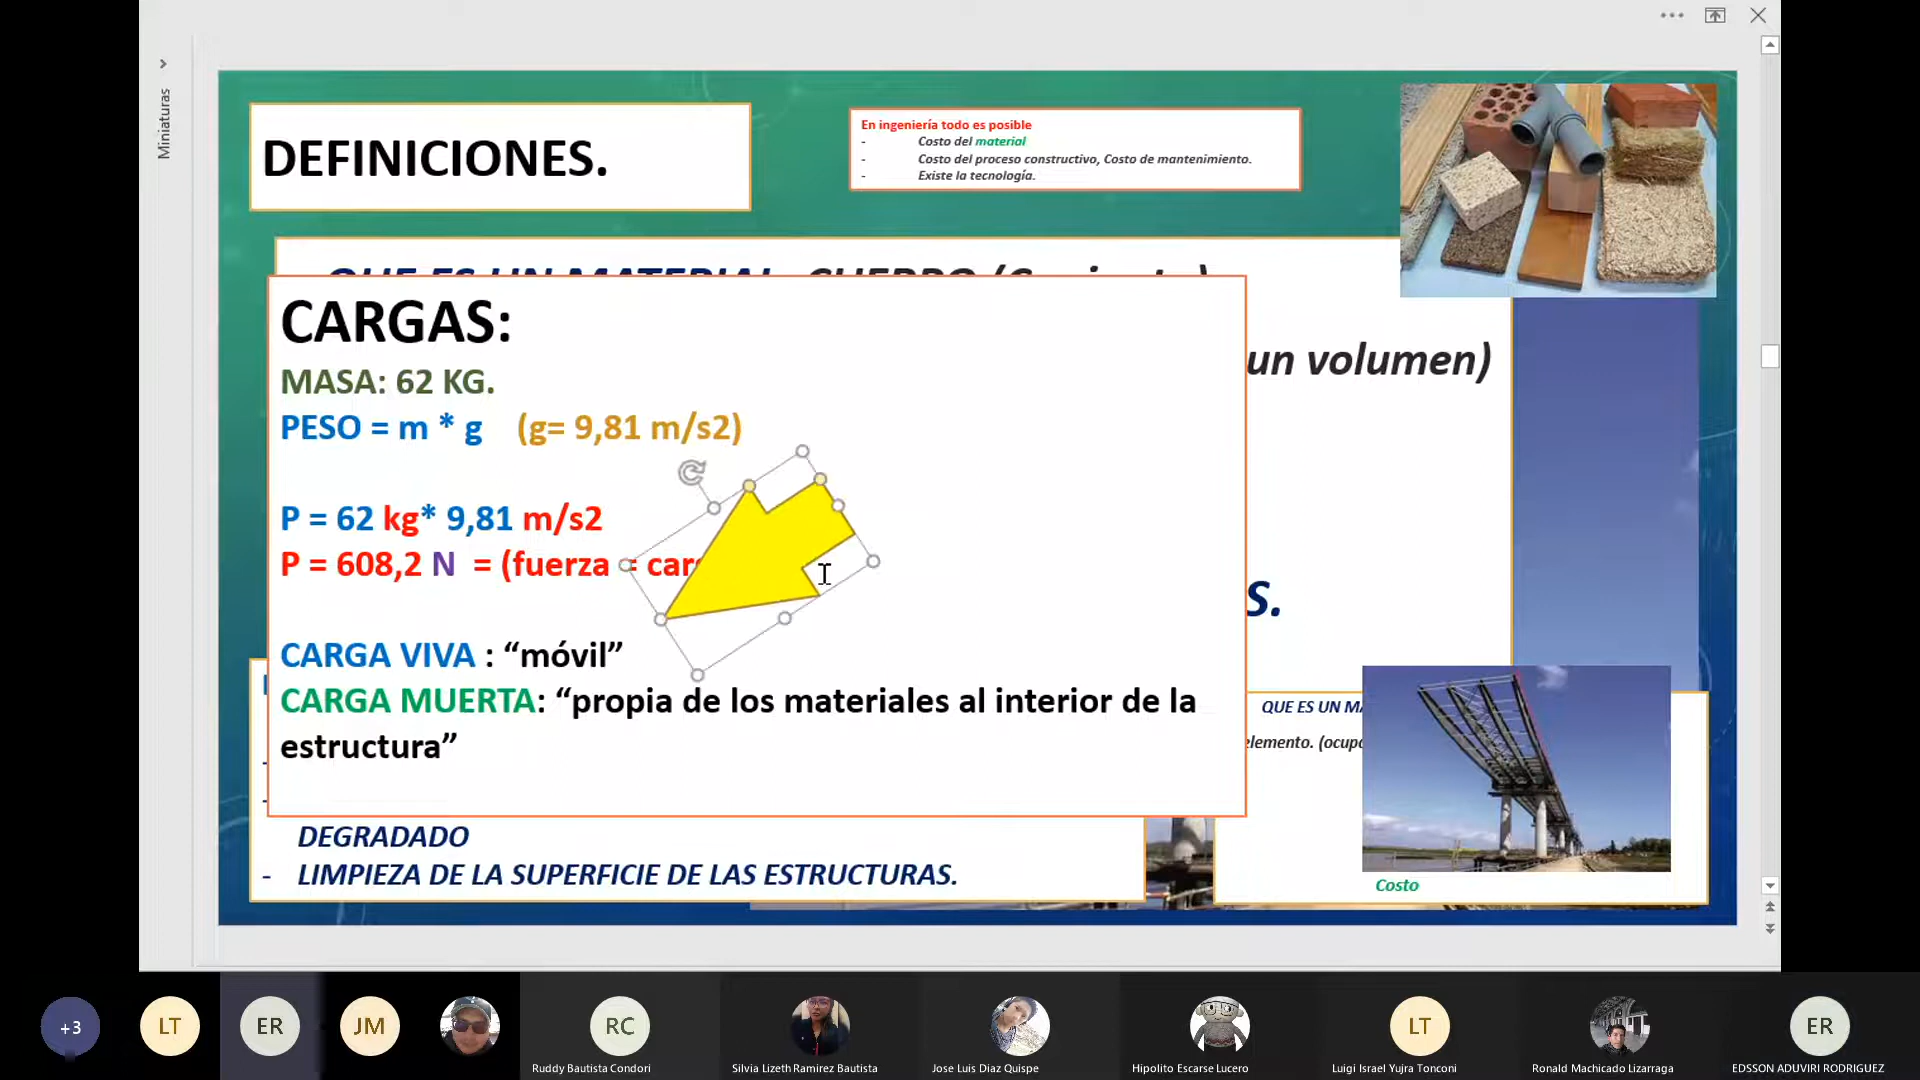 Miniaturas
DEFINICIONES.
En ingeniería todo es posible
- Costo del material
- Costo del proceso constructivo, Costo de mantenimiento.
- Existe la tecnología.
QUE ES UN MATERIAL
CARGAS:
MASA: 62 KG.
un volumen)
PESO = m * g (g= 9,81 m/s2)
P = 62 kg* 9,81 m/s2
P = 608,2 N = (fuerza =
S.
CARGA VIVA : “móvil”
CARGA MUERTA: “propia de los materiales al interior de la
estructura”
QUE ES UN
elemento.
DEGRADADO
- LIMPIEZA DE LA SUPERFICIE DE LAS ESTRUCTURAS.
Costo
+3
LT
ER
JM
RC
LT
ER
Ruddy Bautista Condori
Silvia Lizeth Ramirez Bautista
Jose Luis Diaz Quispe
Hipolito Escarse Lucero
Luigi Israel Yujra Tonconi
Ronald Machicado Lizarraga
EDSSON ADUVIRI RODRIGUEZ